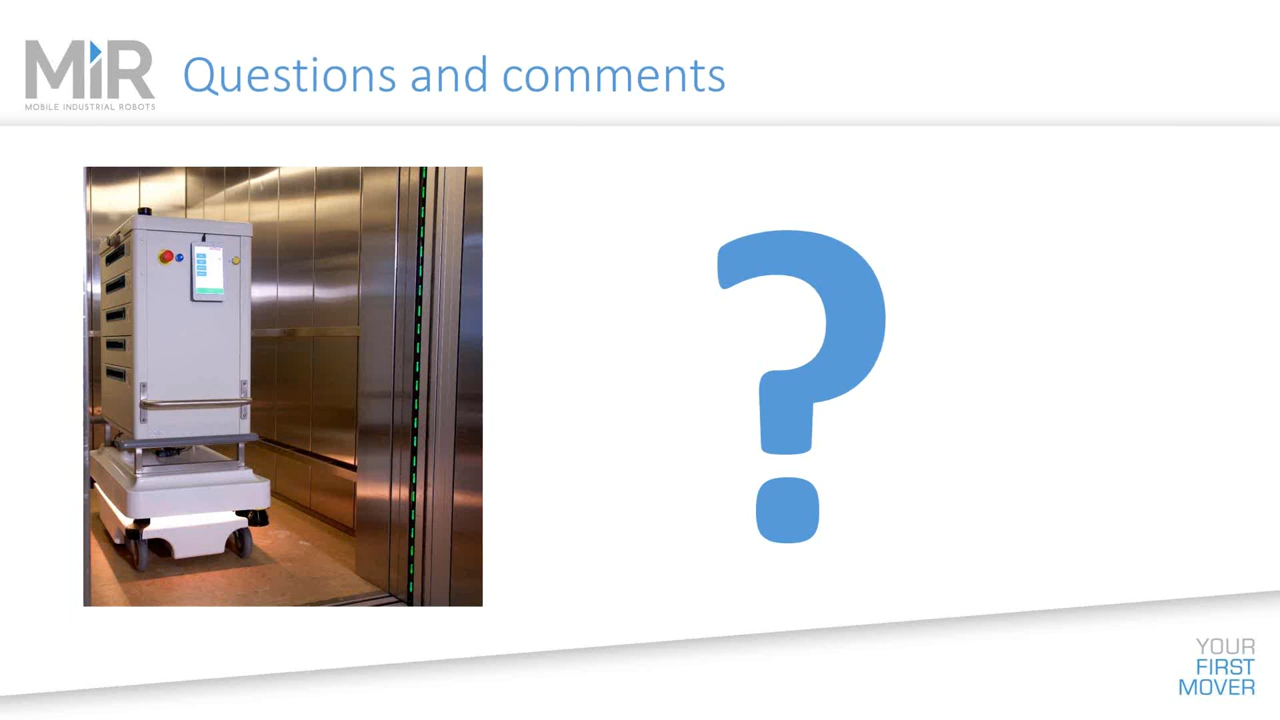 MiR
MOBILE INDUSTRIAL ROBOTS
Questions and comments
?
YOUR
FIRST
MOVER